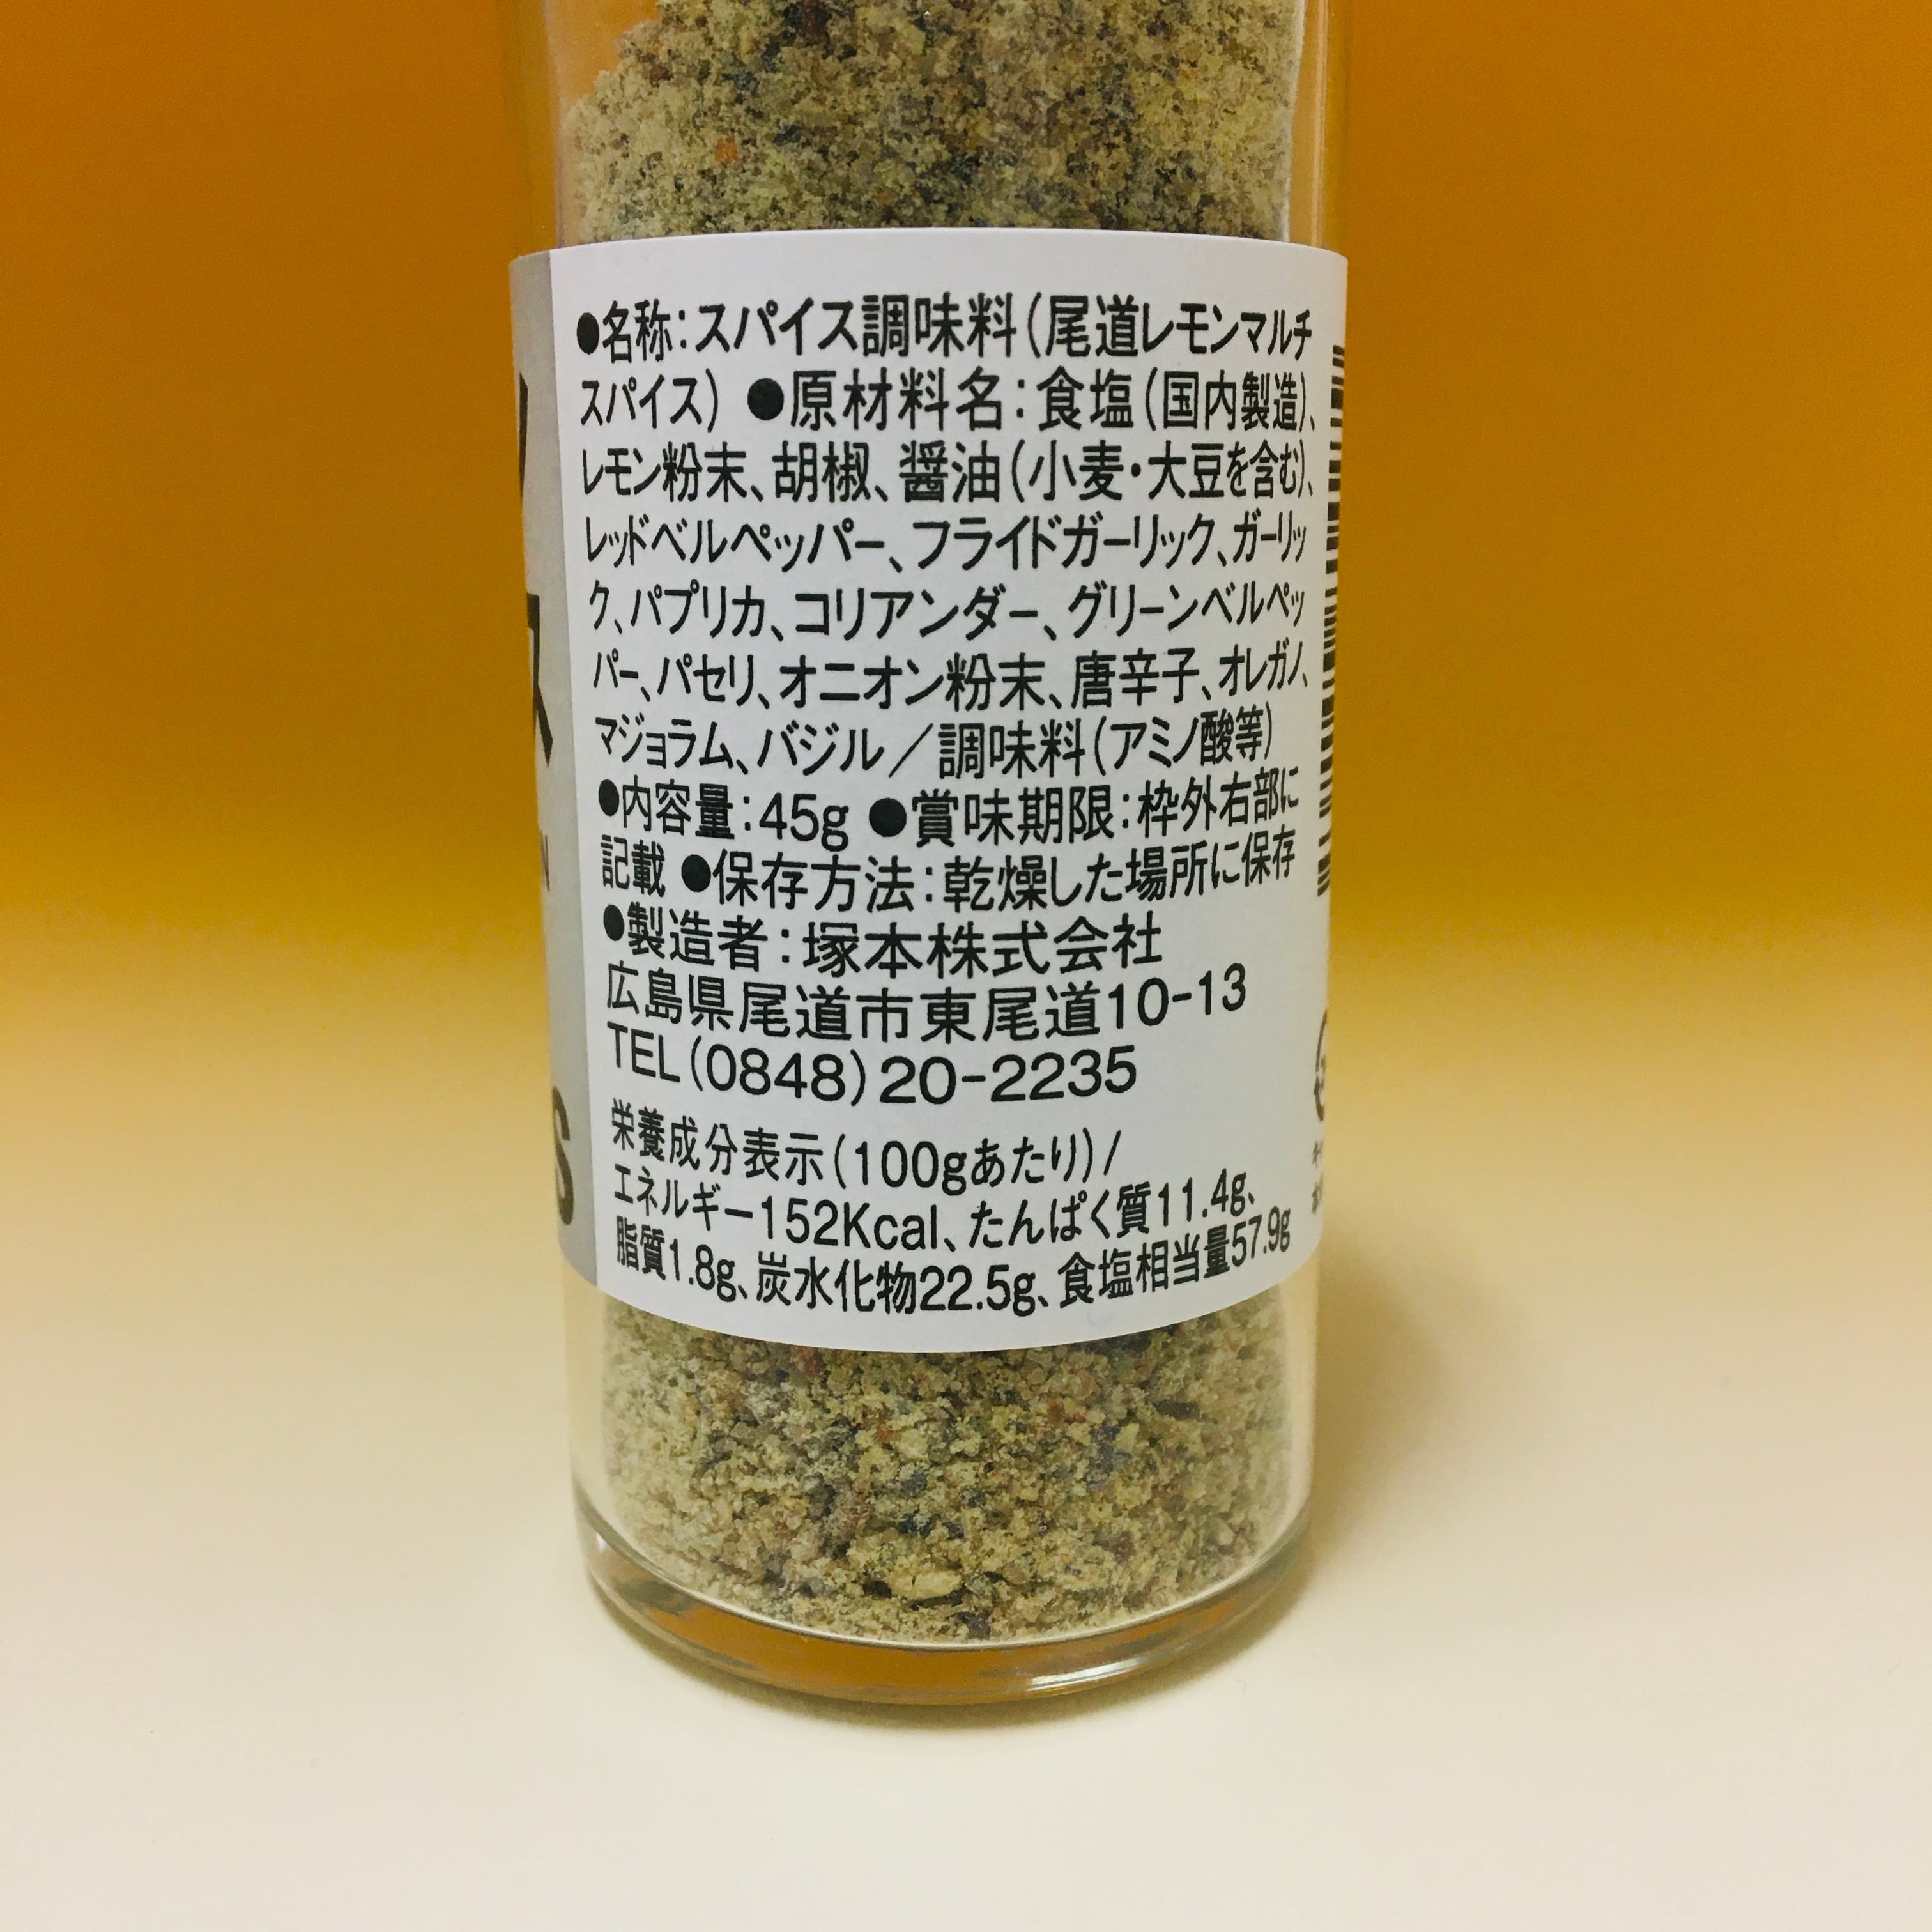 ●名称:スパイス調味料(尾道レモンマルチ
スパイス) ●原材料名:食塩(国内製造)、
レモン粉末、胡椒、醤油(小麦・大豆を含む)、
レッドベルペッパー、フライドガーリック、ガーリッ
ク、パプリカ、コリアンダー、グリーンベルペッ
パー、パセリ、オニオン粉末、唐辛子、オレガノ、
マジョラム、バジル/調味料(アミノ酸等)
●内容量:45g ●賞味期限:枠外右部に
記載 ●保存方法:乾燥した場所に保存
●製造者:塚本株式会社
広島県尾道市東尾道10-13
TEL(0848)20-2235
栄養成分表示(100gあたり)/
エネルギー152Kcal、たんぱく質11.4g、
脂質1.8g、炭水化物22.5g、食塩相当量57.9g
ス
N
S